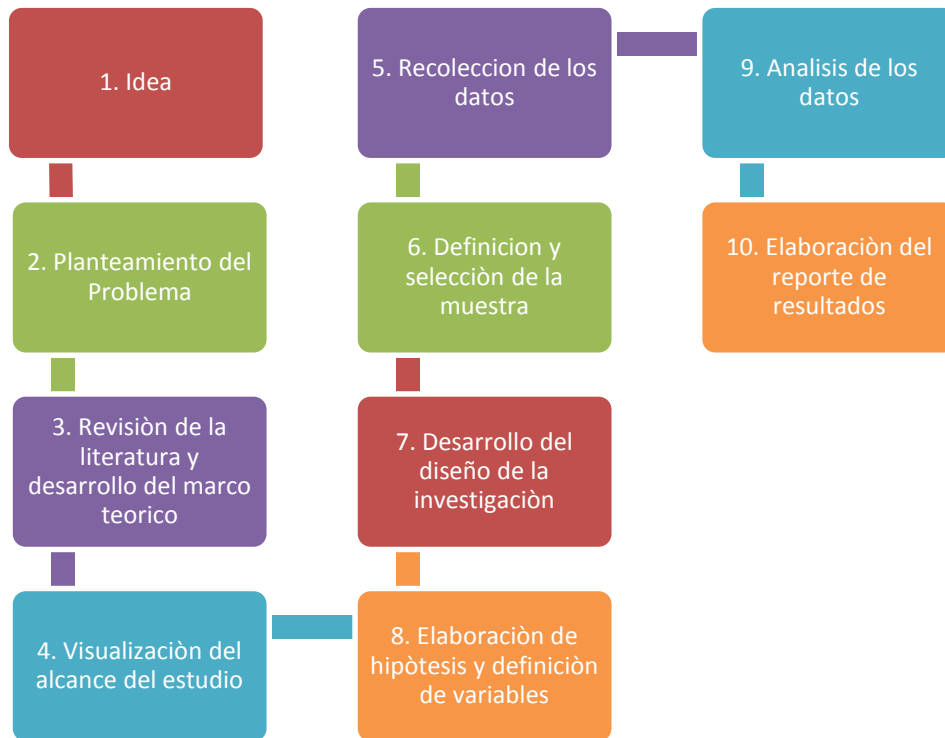 1. Idea
2. Planteamiento del
Problema
3. Revisiòn de la
literatura y
desarrollo del marco
teorico
4. Visualizaciòn del
alcance del estudio
5. Recoleccion de los
datos
6. Definicion y
selecciòn de la
muestra
7. Desarrollo del
diseño de la
investigaciòn
8. Elaboraciòn de
hipòtesis y definiciòn
de variables
9. Analisis de los
datos
10. Elaboraciòn del
reporte de
resultados